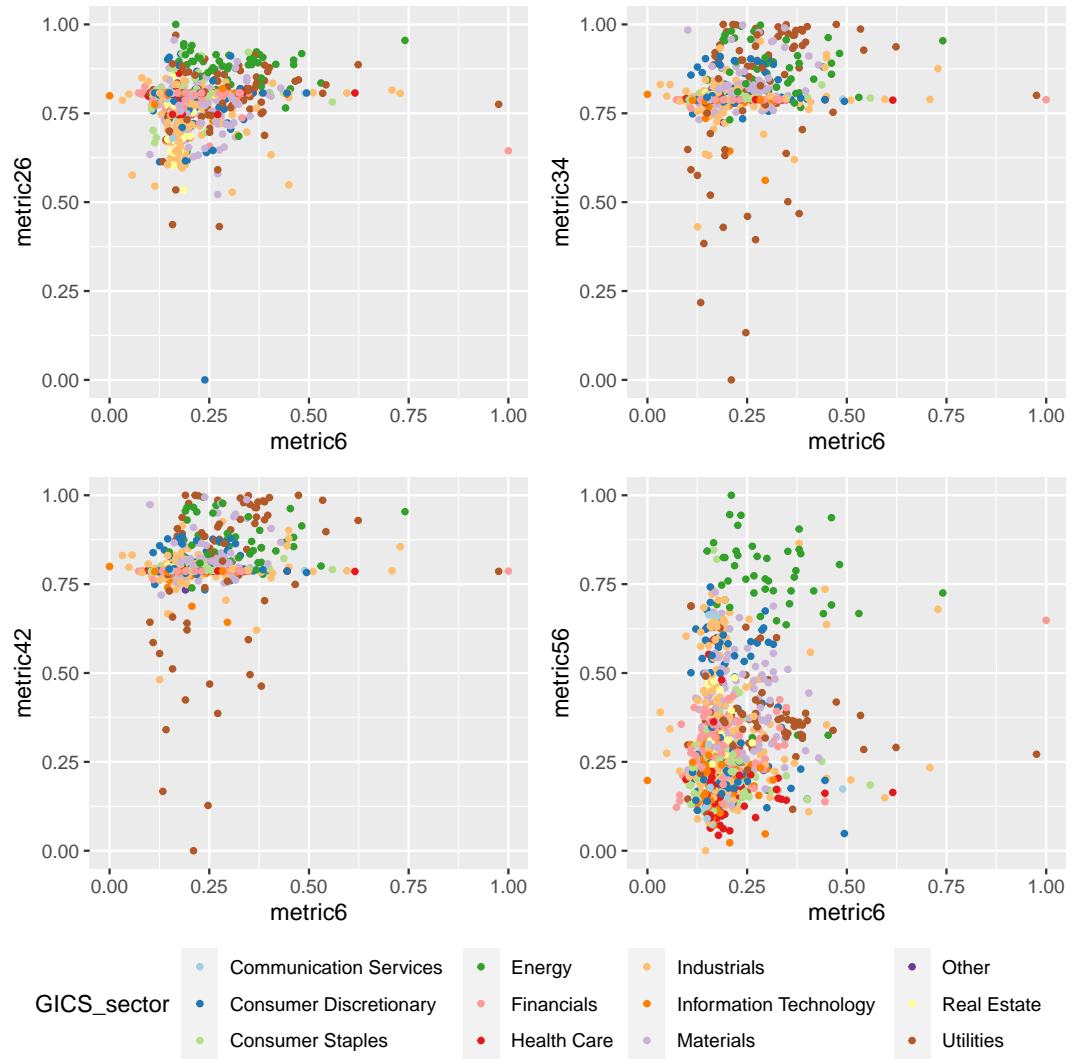 1.00
0.75
0.50
0.25
0.00
metric26
0.00 0.25 0.50 0.75 1.00
metric6
1.00
0.75
0.50
0.25
0.00
metric34
0.00 0.25 0.50 0.75 1.00
metric6
1.00
0.75
0.50
0.25
0.00
metric42
0.00 0.25 0.50 0.75 1.00
metric6
1.00
0.75
0.50
0.25
0.00
metric56
0.00 0.25 0.50 0.75 1.00
metric6
GICS_sector
Communication Services
Consumer Discretionary
Consumer Staples
Energy
Financials
Health Care
Industrials
Information Technology
Materials
Other
Real Estate
Utilities